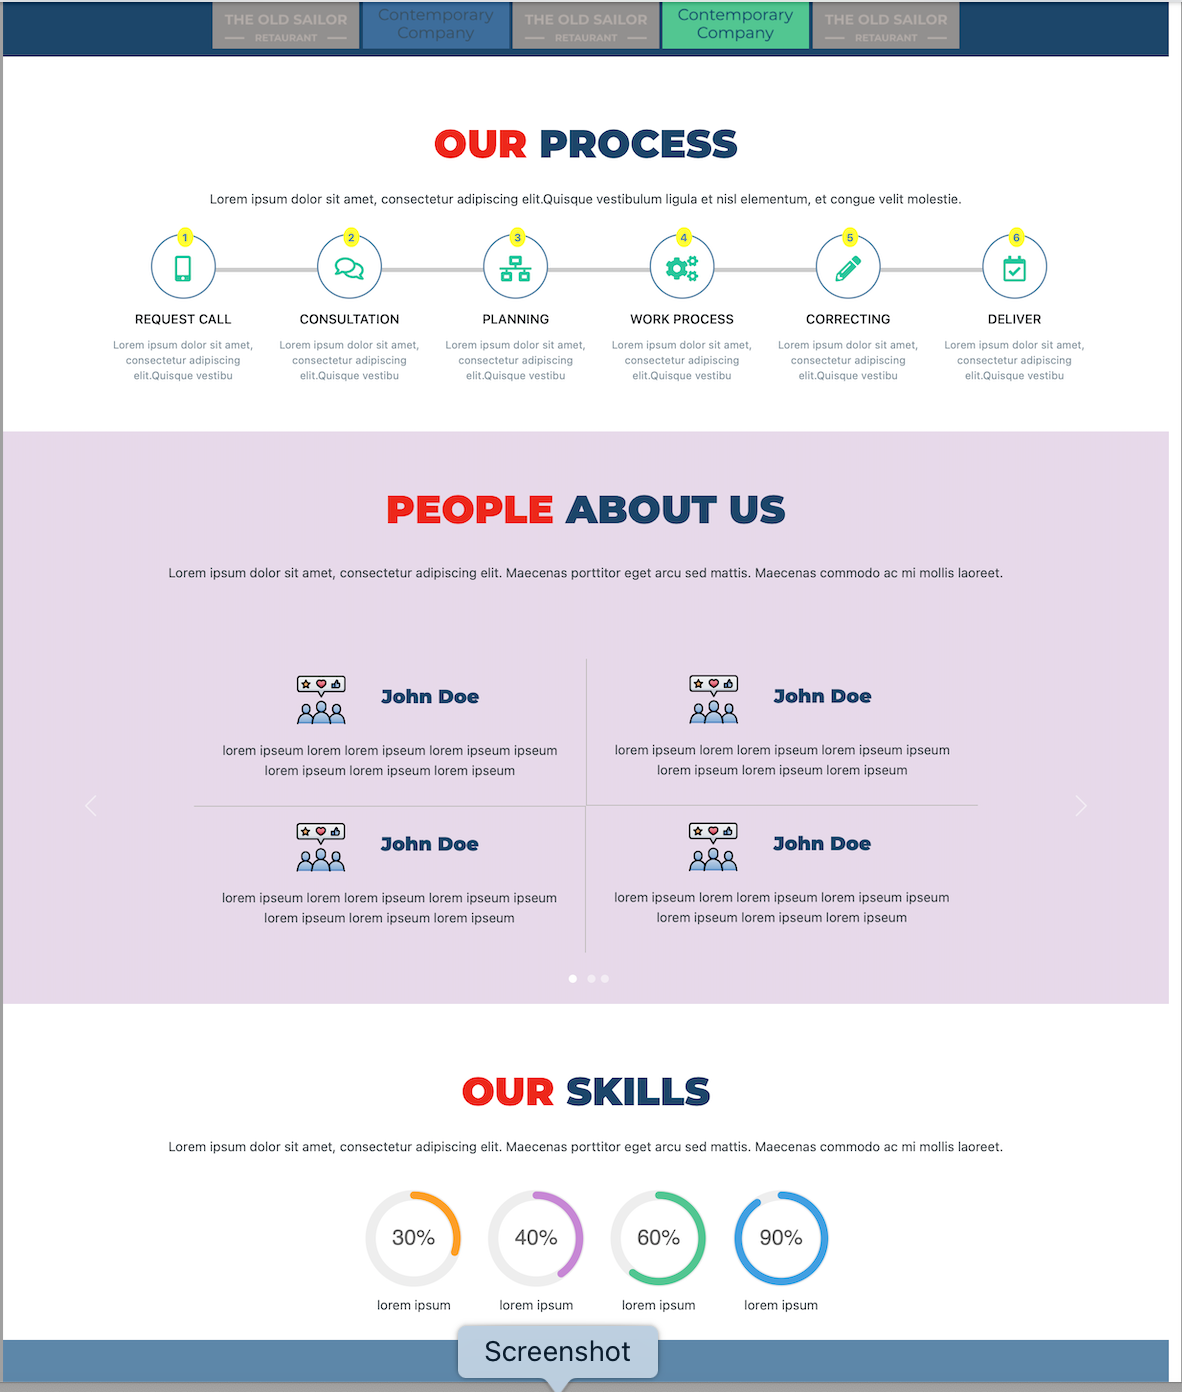 THE OLD SAILOR
RETAURANT
Contemporary
Company
THE OLD SAILOR
RETAURANT
Contemporary
Company
THE OLD SAILOR
RETAURANT
OUR PROCESS
Lorem ipsum dolor sit amet, consectetur adipiscing elit.Quisque vestibulum ligula et nisl elementum, et congue velit molestie.
1
2
3
4
5
6
REQUEST CALL
Lorem ipsum dolor sit amet,
consectetur adipiscing
elit.Quisque vestibu
CONSULTATION
Lorem ipsum dolor sit amet,
consectetur adipiscing
elit.Quisque vestibu
PLANNING
Lorem ipsum dolor sit amet,
consectetur adipiscing
elit.Quisque vestibu
WORK PROCESS
Lorem ipsum dolor sit amet,
consectetur adipiscing
elit.Quisque vestibu
CORRECTING
Lorem ipsum dolor sit amet,
consectetur adipiscing
elit.Quisque vestibu
DELIVER
Lorem ipsum dolor sit amet,
consectetur adipiscing
elit.Quisque vestibu
PEOPLE ABOUT US
Lorem ipsum dolor sit amet, consectetur adipiscing elit. Maecenas porttitor eget arcu sed mattis. Maecenas commodo ac mi mollis laoreet.
John Doe
lorem ipseum lorem lorem ipseum lorem ipseum ipseum
lorem ipseum lorem ipseum lorem ipseum
John Doe
lorem ipseum lorem lorem ipseum lorem ipseum ipseum
lorem ipseum lorem ipseum lorem ipseum
John Doe
lorem ipseum lorem lorem ipseum lorem ipseum ipseum
lorem ipseum lorem ipseum lorem ipseum
John Doe
lorem ipseum lorem lorem ipseum lorem ipseum ipseum
lorem ipseum lorem ipseum lorem ipseum
OUR SKILLS
Lorem ipsum dolor sit amet, consectetur adipiscing elit. Maecenas porttitor eget arcu sed mattis. Maecenas commodo ac mi mollis laoreet.
30%
lorem ipsum
40%
lorem ipsum
60%
lorem ipsum
90%
lorem ipsum
Screenshot